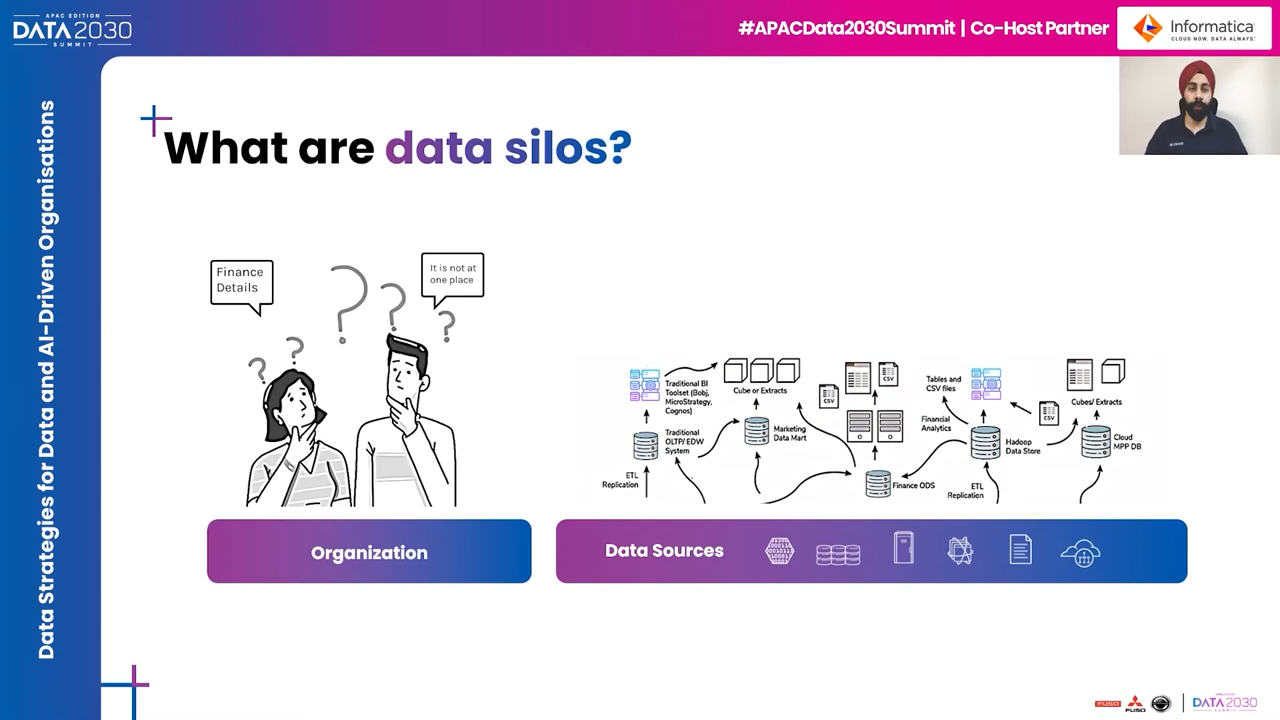 APAC EDITION
DATA2030
SUMMIT
#APACData2030Summit | Co-Host Partner
Informatica
CLOUD NOW. DATA ALWAYS.
Data Strategies for Data and AI-Driven Organisations
What are data silos?
Finance
Details
It is not at
one place
Traditional BI
Toolset (Bobj,
MicroStrategy,
Cognos)
Cube or Extracts
CSV
CSV
Tables and
CSV files
CSV
Cubes/ Extracts
Traditional
OLTP/ EDW
System
Marketing
Data Mart
Financial
Analytics
Hadoop
Data Store
Cloud
MPP DB
ETL
Replication
Finance ODS
ETL
Replication
Organization
Data Sources
FUSO
FUSO
DATA2030
SUMMIT